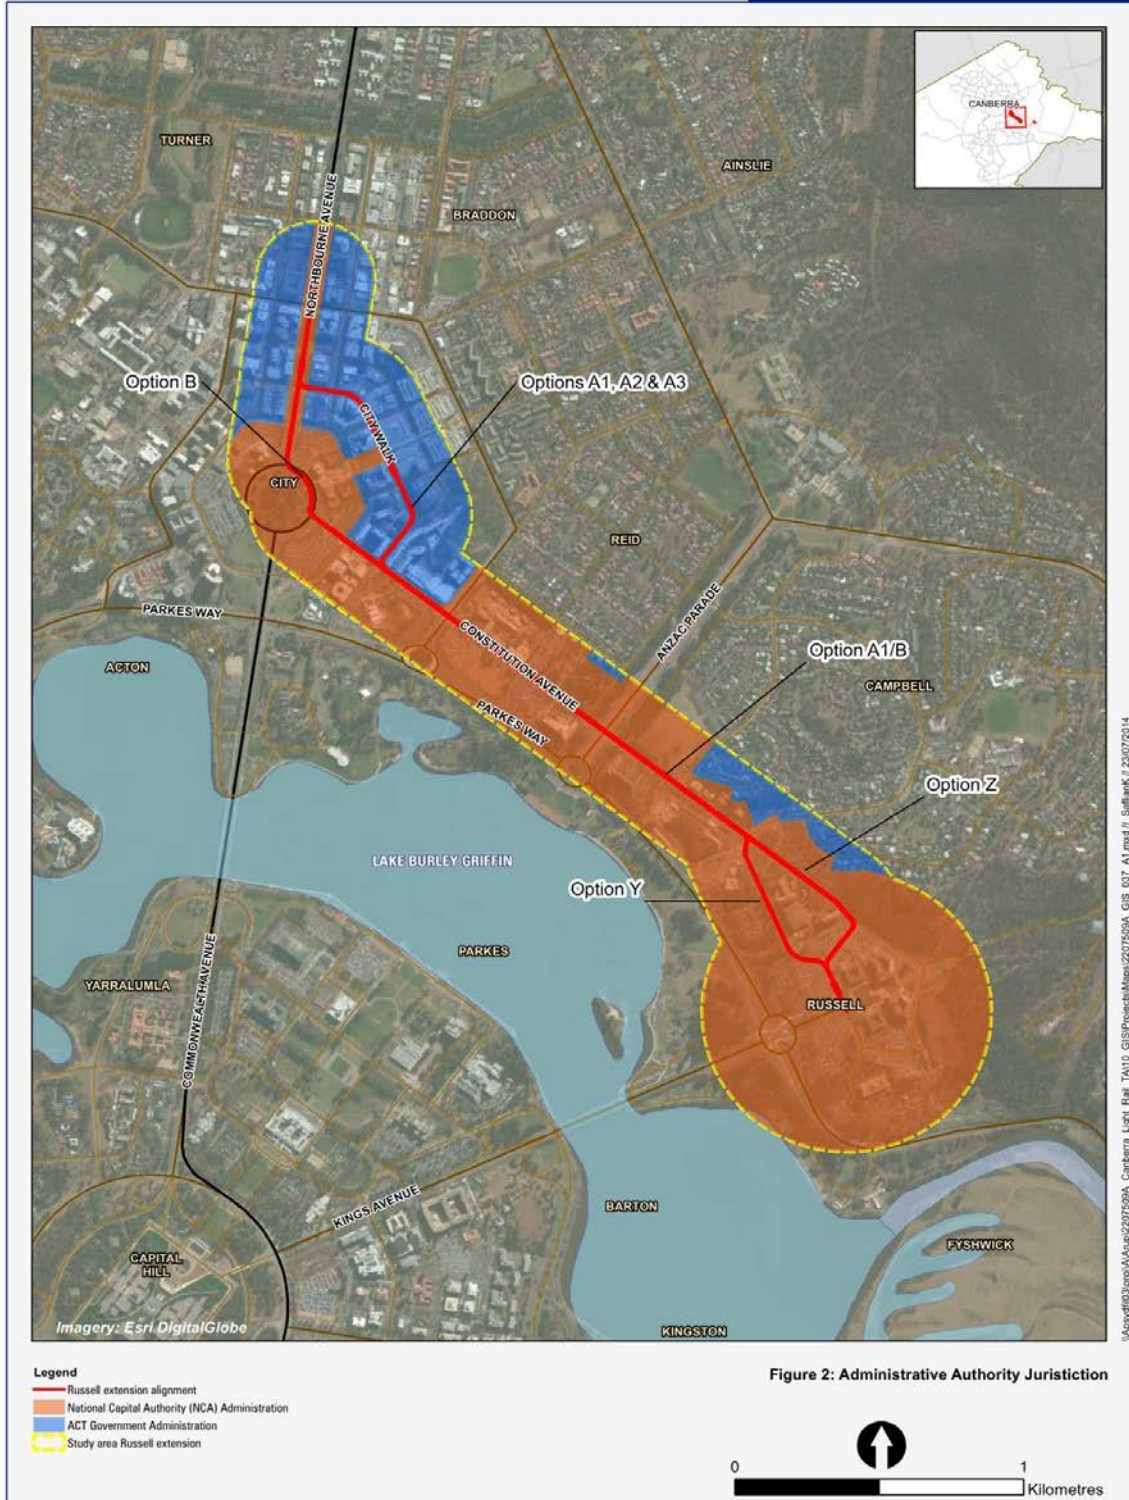 CANBERRA
TURNER
AINSLIE
BRADDON
NORTHBOURNE AVENUE
Option B
Options A1, A2 & A3
CITY WALK
CITY
REID
ANZAC PARADE
PARKES WAY
CONSTITUTION AVENUE
Option A1/B
ACTON
CAMPBELL
PARKES WAY
Option Z
LAKE BURLEY GRIFFIN
Option Y
PARKES
YARRALUMLA
COMMONWEALTH AVENUE
RUSSELL
KINGS AVENUE
BARTON
CAPITAL
HILL
FYSHWICK
Imagery: Esri DigitalGlobe
KINGSTON
Legend
Russell extension alignment
National Capital Authority (NCA) Administration
ACT Government Administration
Study area Russell extension
Figure 2: Administrative Authority Juristiction
0 1
Kilometres